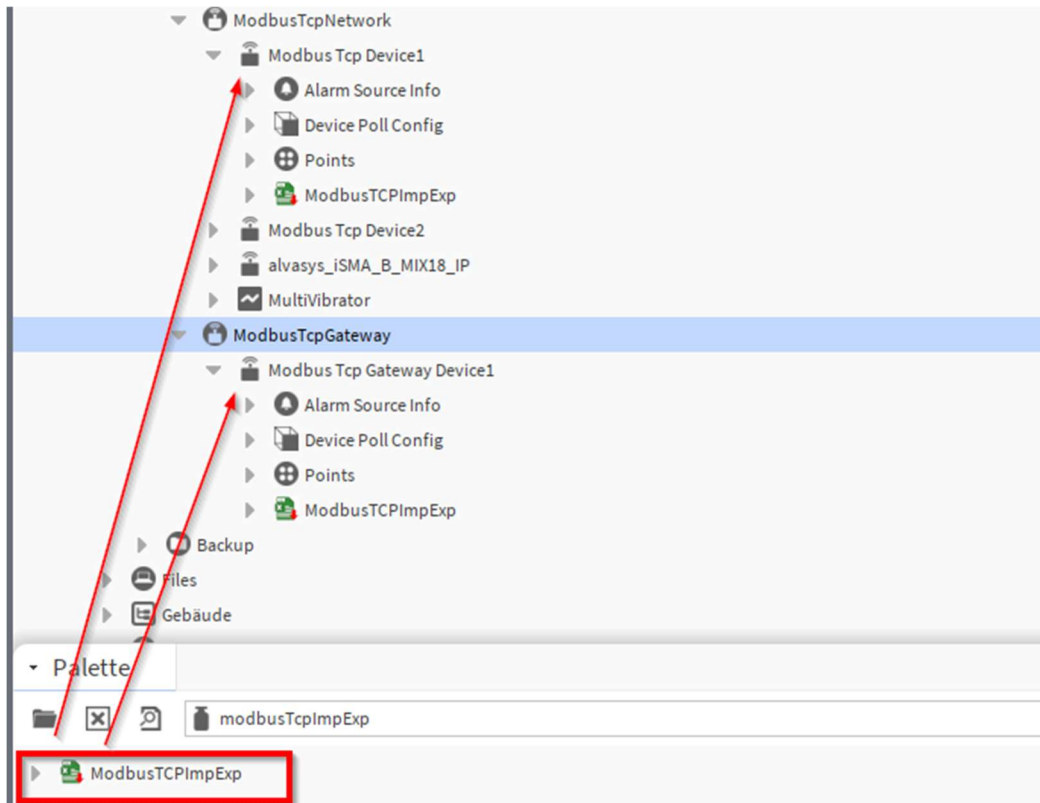 ModbusTcpNetwork
Modbus Tcp Device1
Alarm Source Info
Device Poll Config
Points
ModbusTCPImpExp
Modbus Tcp Device2
alvasys_iSMA_B_MIX18_IP
MultiVibrator
ModbusTcpGateway
Modbus Tcp Gateway Device1
Alarm Source Info
Device Poll Config
Points
ModbusTCPImpExp
Backup
Files
Gebäude
Palette
modbusTcpImpExp
ModbusTCPImpExp